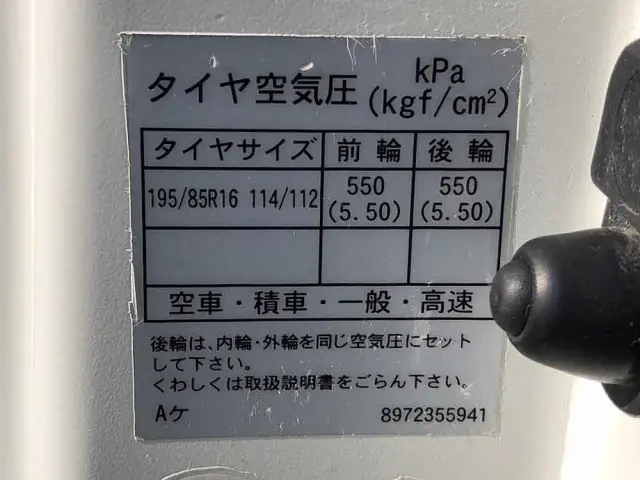 タイヤ空気圧 kPa
(kgf/cm²)
タイヤサイズ 前輪 後輪
195/85R16 114/112 550 550
(5.50) (5.50)
空車・積車・一般・高速
後輪は、内輪・外輪を同じ空気圧にセット
して下さい。
くわしくは取扱説明書をごらん下さい。
Aケ 8972355941